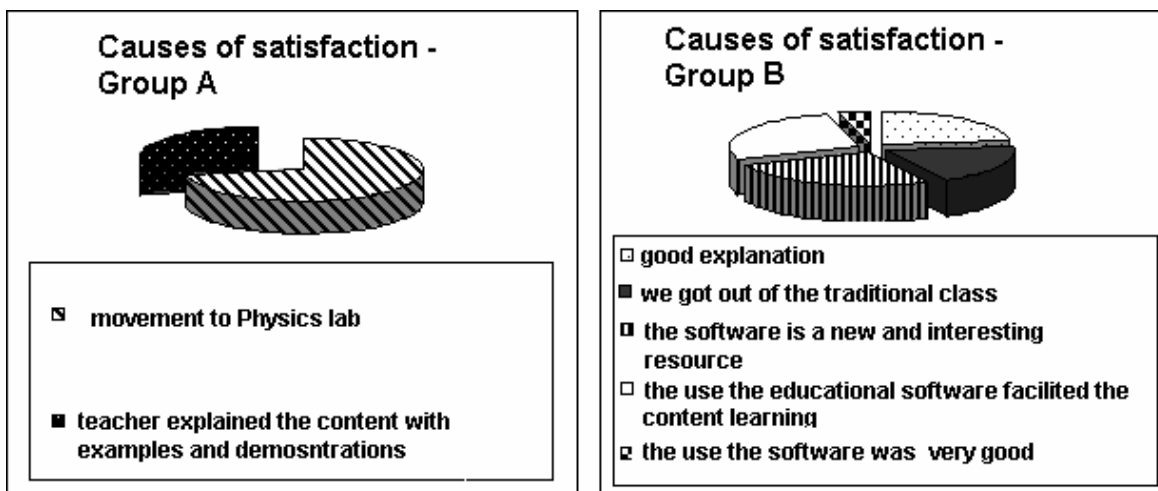 Causes of satisfaction -
Group A
movement to Physics lab
teacher explained the content with
examples and demosntrations
Causes of satisfaction -
Group B
good explanation
we got out of the traditional class
the software is a new and interesting
resource
the use the educational software facilited the
content learning
the use the software was very good